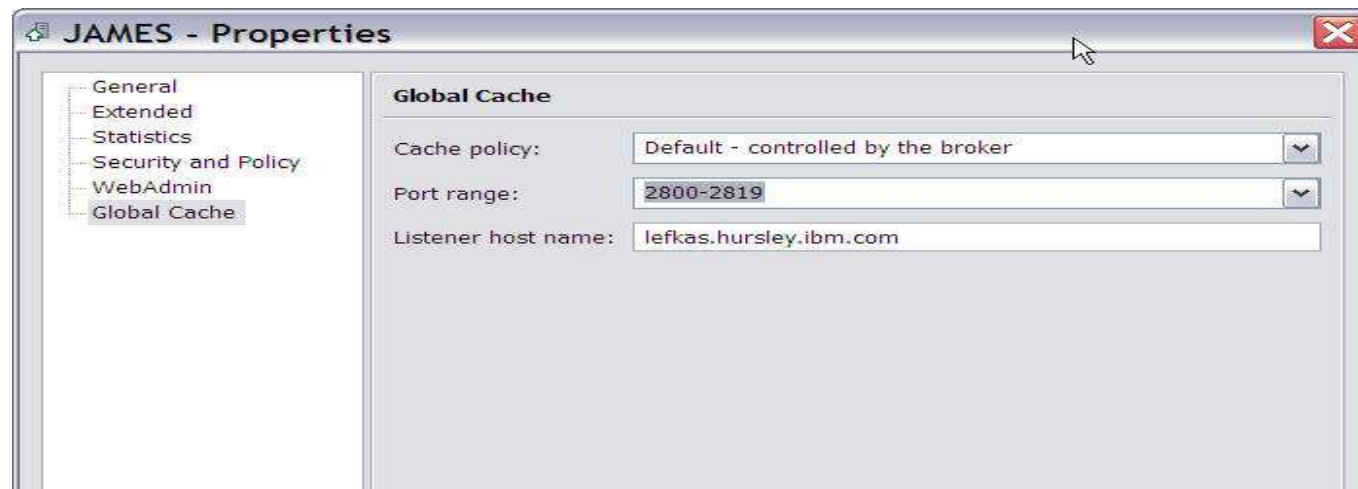 JAMES - Properties
General
Extended
Statistics
Security and Policy
WebAdmin
Global Cache
Global Cache
Cache policy: Default - controlled by the broker
Port range: 2800-2819
Listener host name: lefkas.hursley.ibm.com